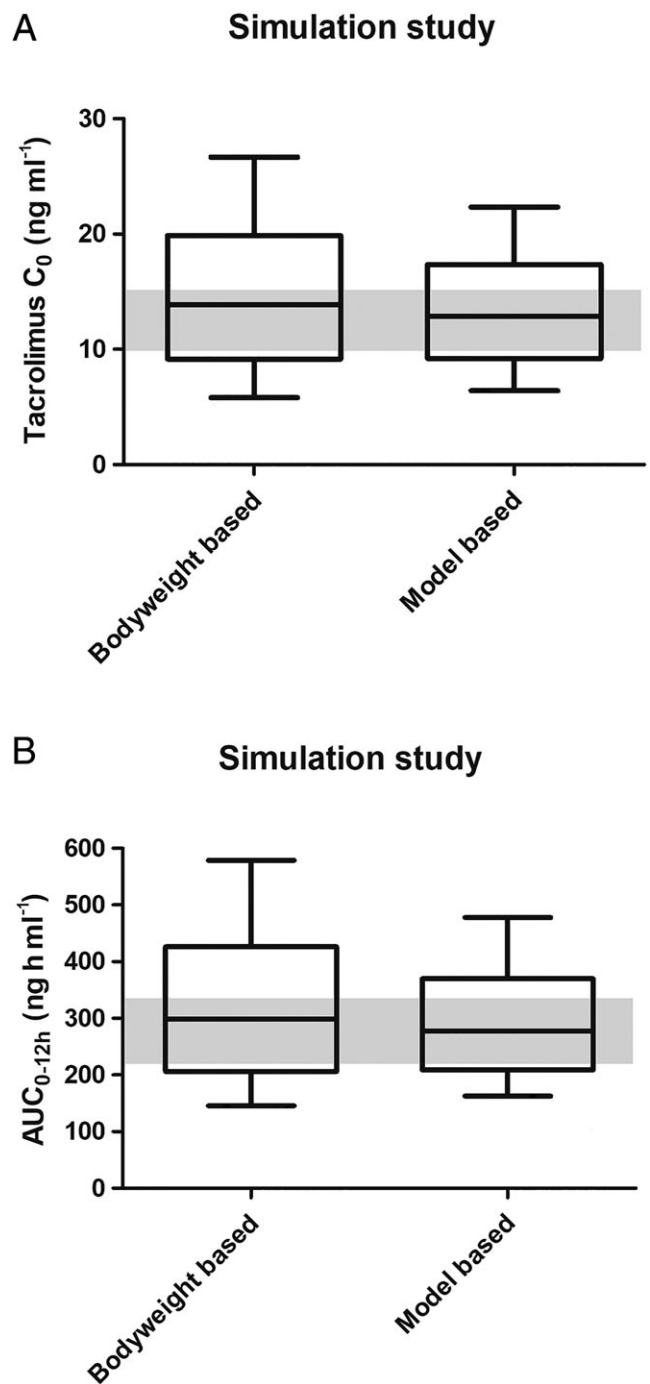 A
Simulation study
30
20
10
0
Tacrolimus C₀ (ng ml⁻¹)
Bodyweight based
Model based
B
Simulation study
600
500
400
300
200
100
0
AUC₀₋₁₂ₕ (ng h ml⁻¹)
Bodyweight based
Model based